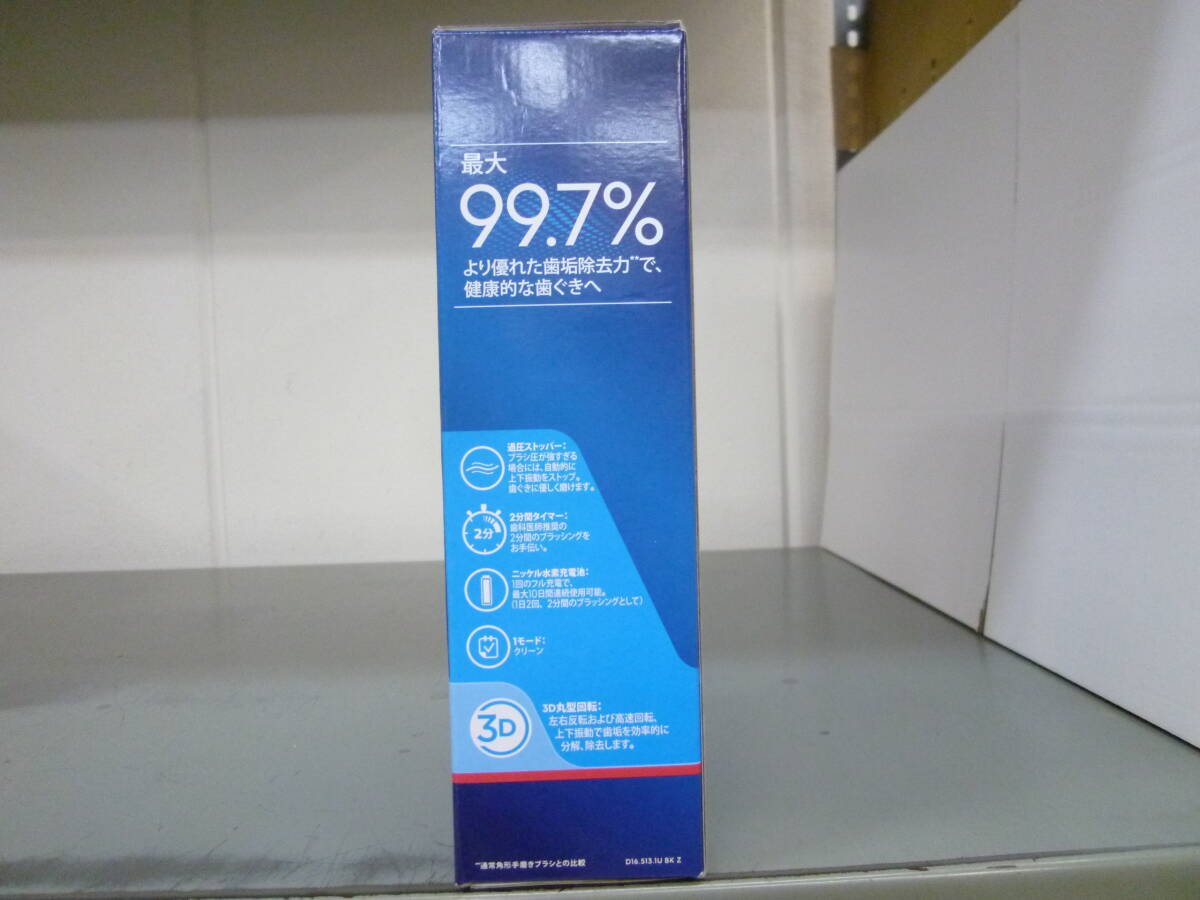 最大
99.7%
より優れた歯垢除去力**で、
健康的な歯ぐきへ
過圧ストッパー:
ブラシ圧が強すぎる
場合には、自動的に
上下振動をストップ。
歯ぐきに優しく磨けます。
2分
2分間タイマー:
歯科医師推奨の
2分間のブラッシングを
お手伝い。
ニッケル水素充電池:
1回のフル充電で、
最大10日間連続使用可能。
(1日2回、2分間のブラッシングとして)
1モード:
クリーン
3D
3D丸型回転:
左右反転および高速回転、
上下振動で歯垢を効率的に
分解、除去します。
**通常角形手磨きブラシとの比較
D16.513.1U BK Z